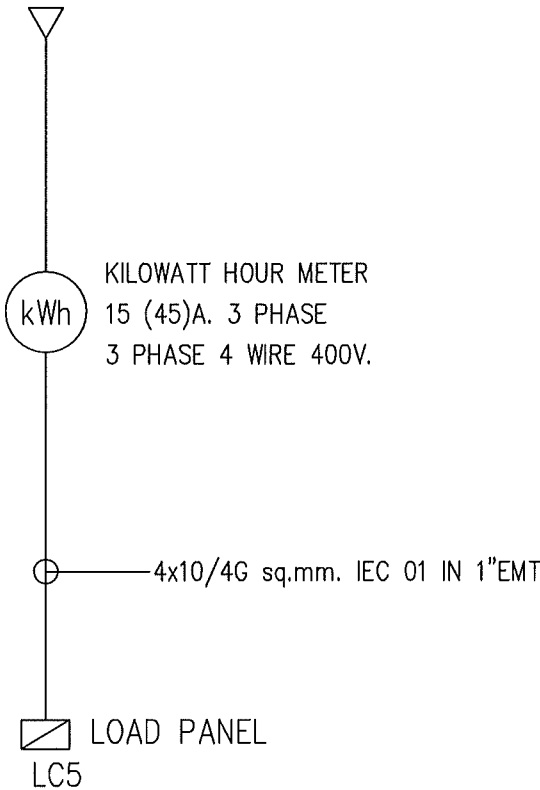 KILOWATT HOUR METER
kWh
15 (45)A. 3 PHASE
3 PHASE 4 WIRE 400V.
4x10/4G sq.mm. IEC 01 IN 1"EMT
LOAD PANEL
LC5